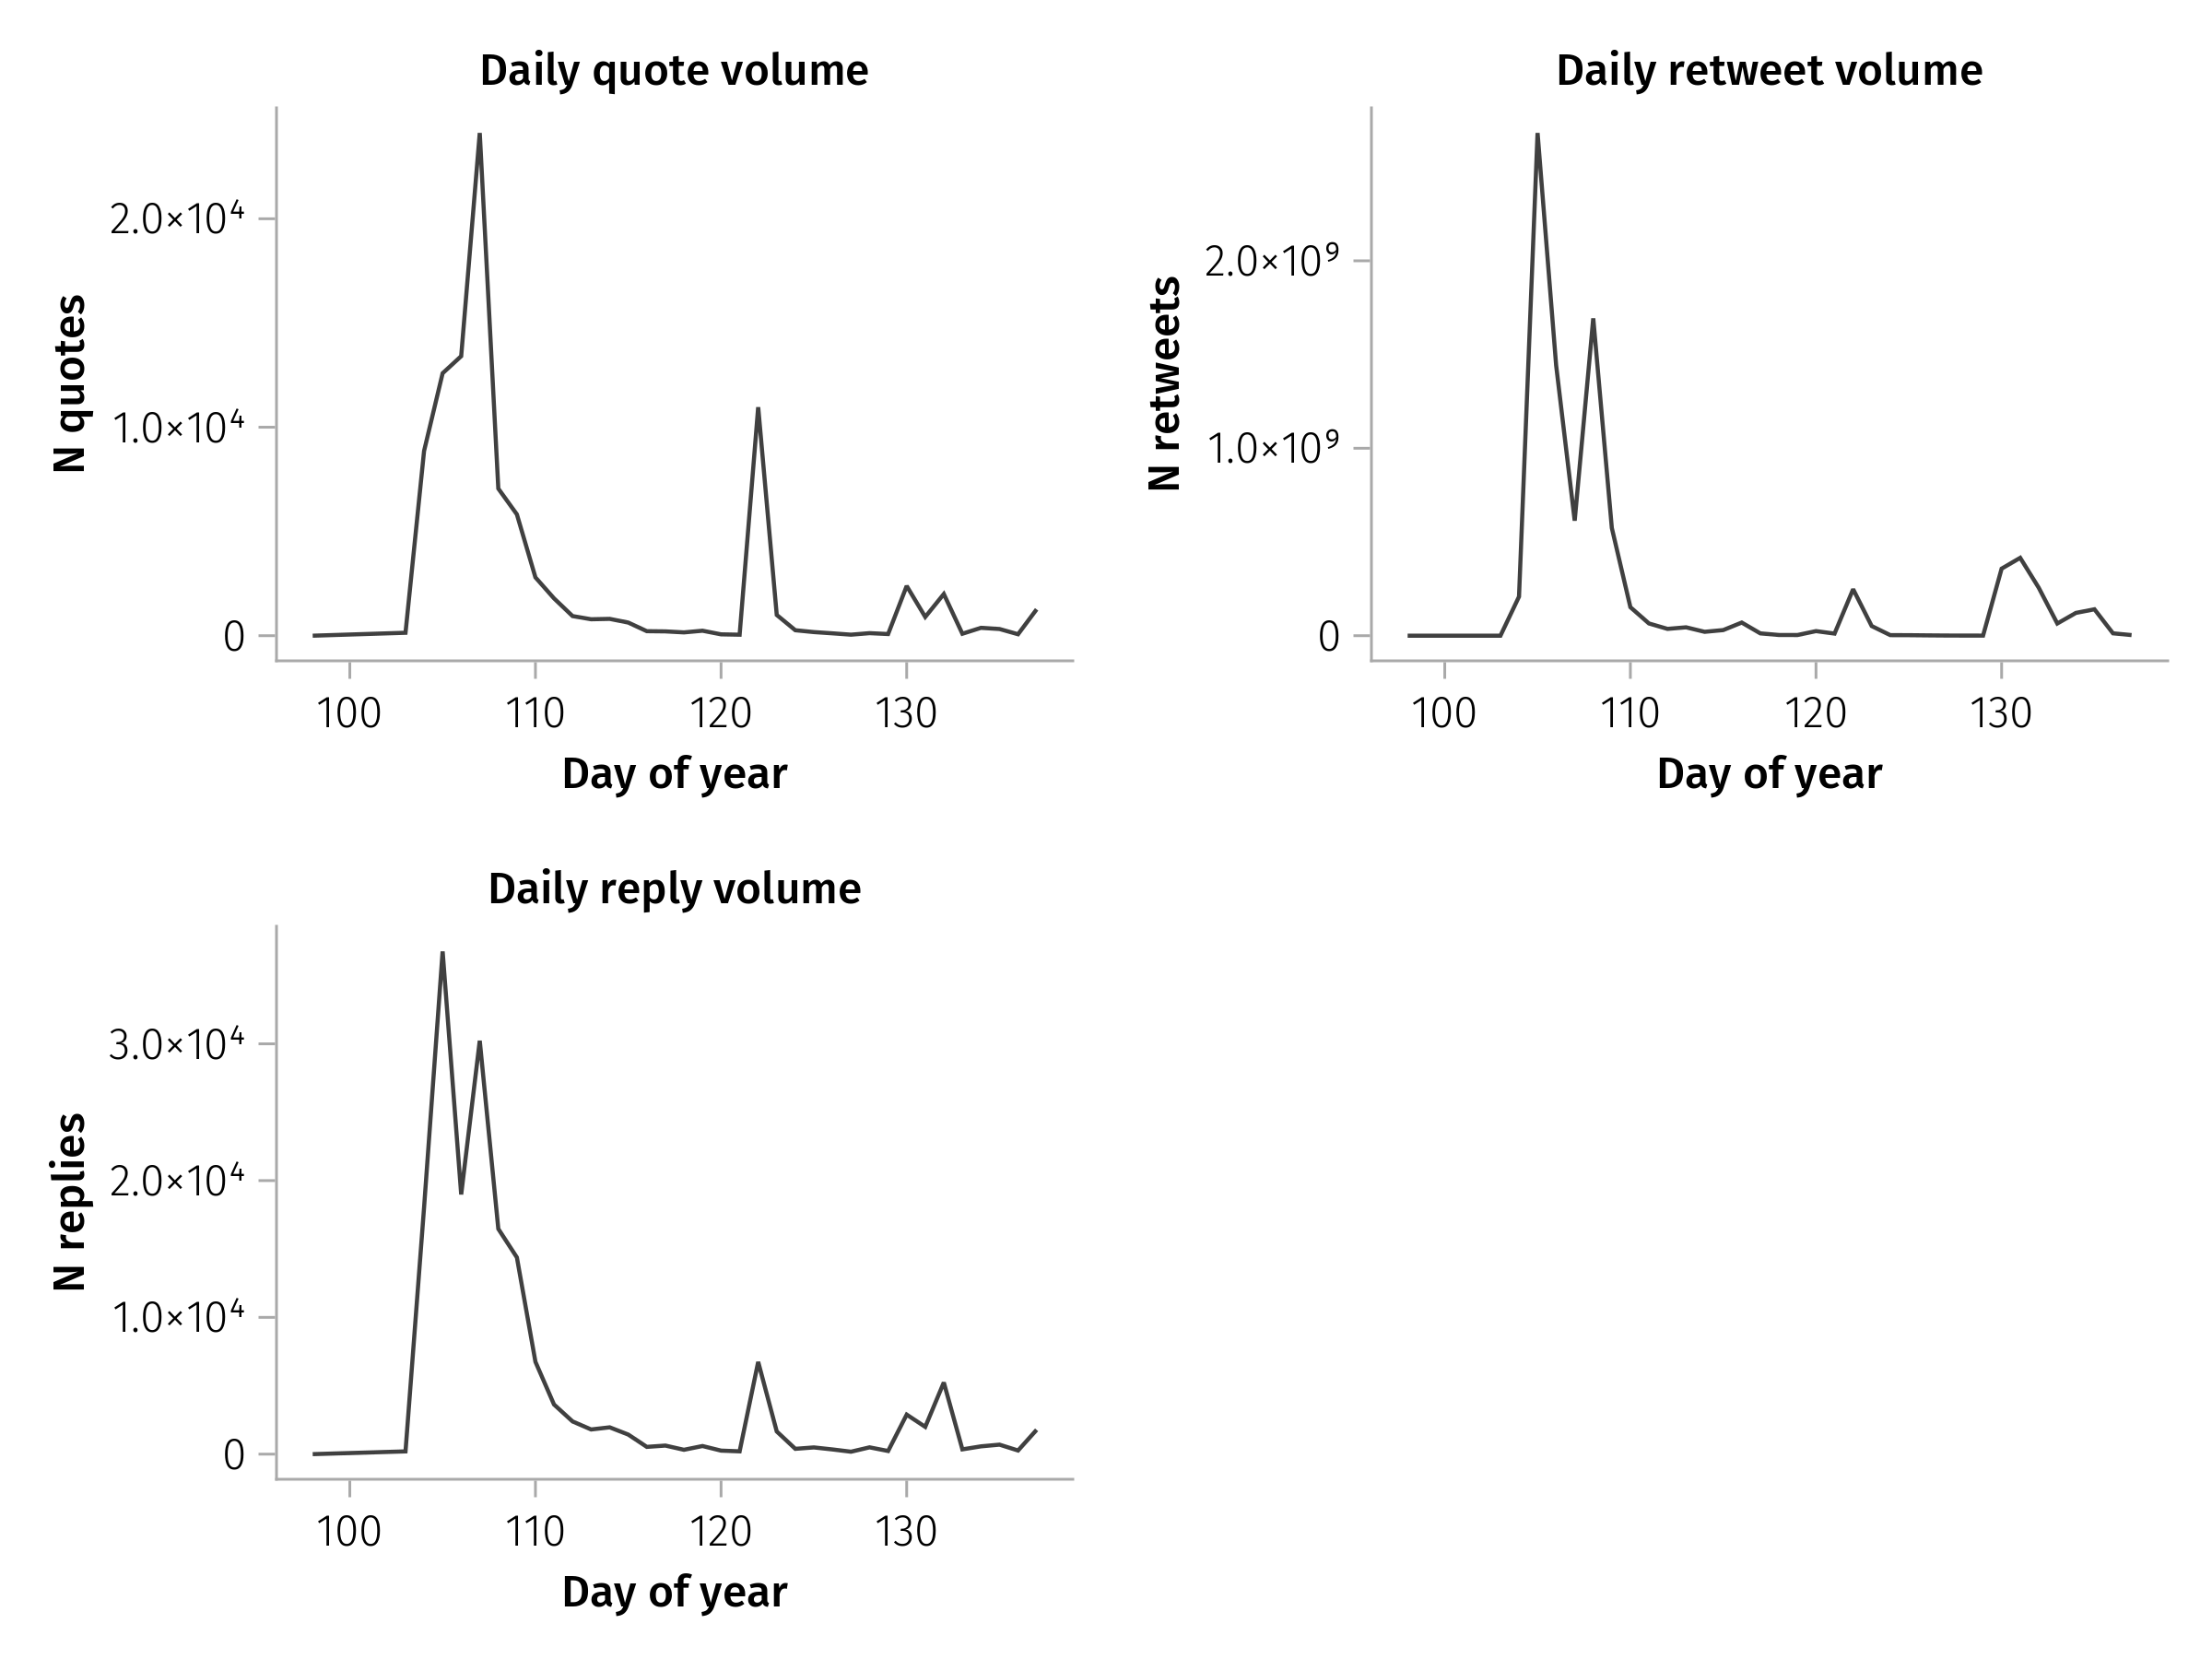 Daily quote volume
N quotes
2.0×10⁴
1.0×10⁴
0
100 110 120 130
Day of year
Daily retweet volume
N retweets
2.0×10⁹
1.0×10⁹
0
100 110 120 130
Day of year
Daily reply volume
N replies
3.0×10⁴
2.0×10⁴
1.0×10⁴
0
100 110 120 130
Day of year